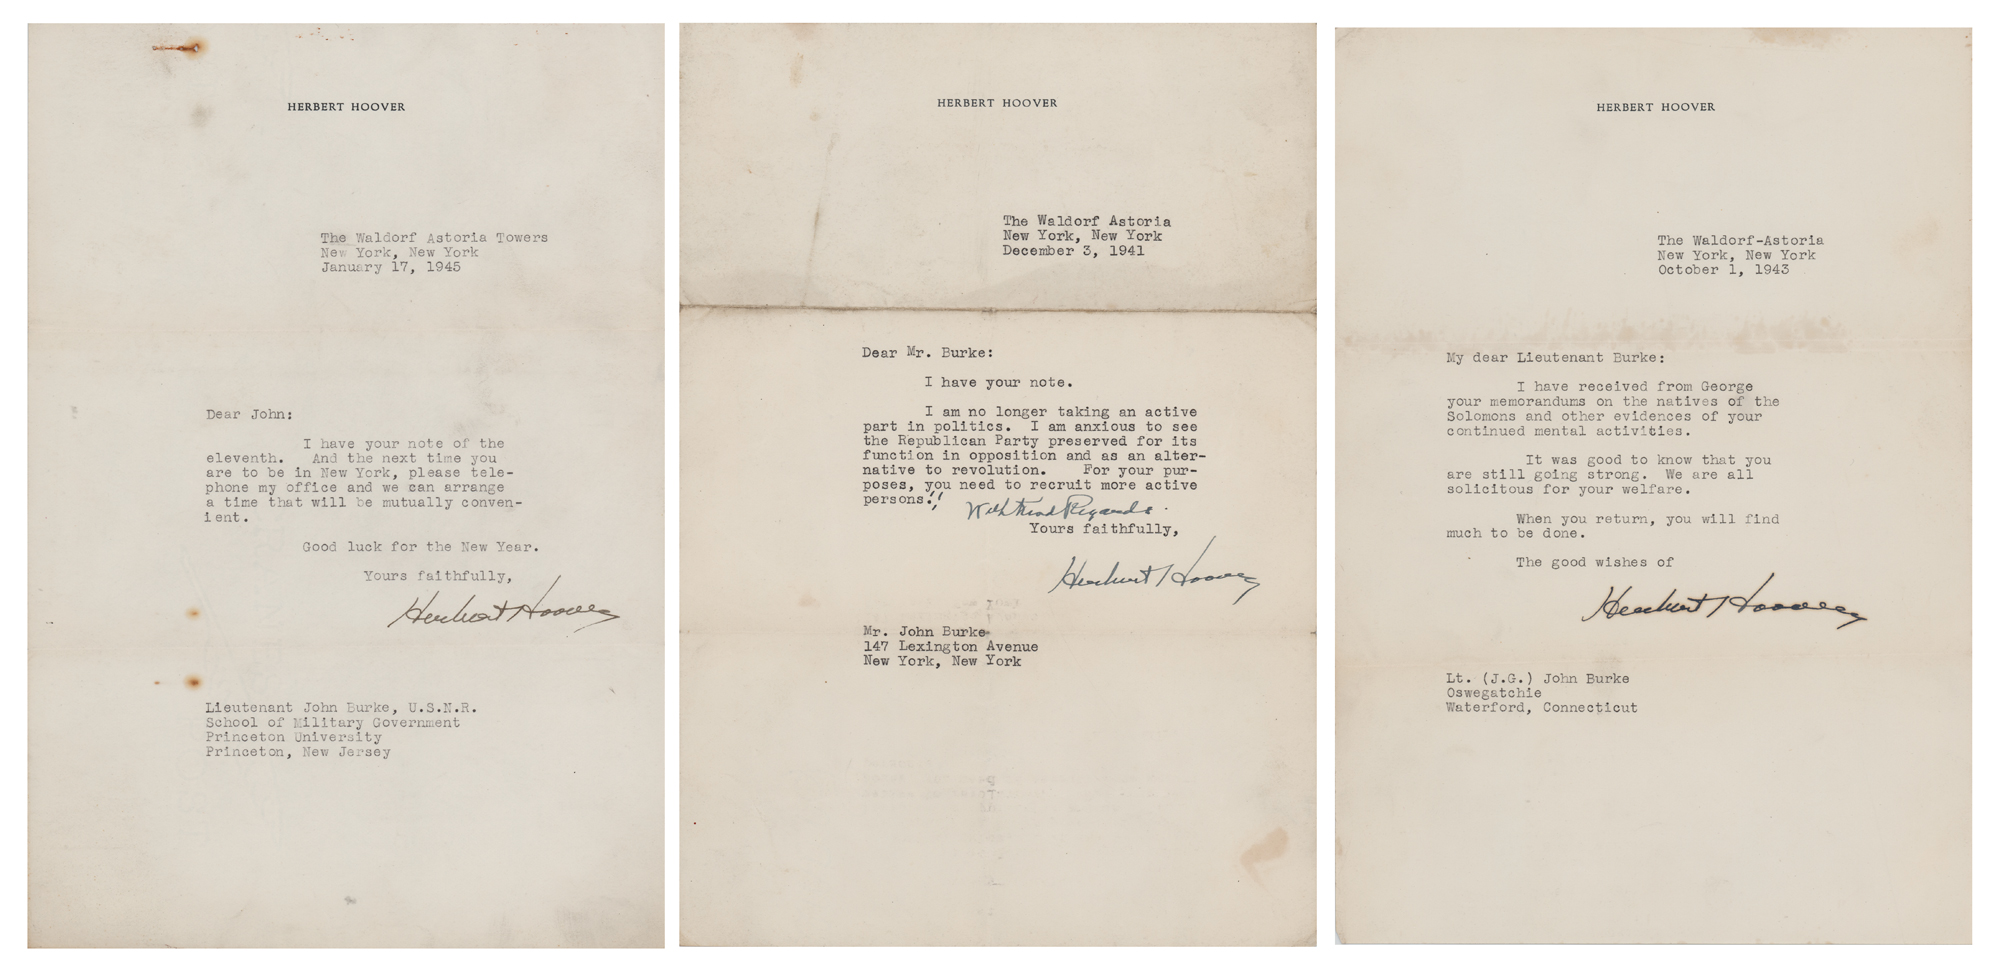 HERBERT HOOVER
The Waldorf Astoria Towers
New York, New York
January 17, 1945
Dear John:
I have your note of the
eleventh. And the next time you
are to be in New York, please tele-
phone my office and we can arrange
a time that will be mutually conven-
ient.
Good luck for the New Year.
Yours faithfully,
Herbert Hoover
Lieutenant John Burke, U.S.N.R.
School of Military Government
Princeton University
Princeton, New Jersey
HERBERT HOOVER
The Waldorf Astoria
New York, New York
December 3, 1941
Dear Mr. Burke:
I have your note.
I am no longer taking an active
part in politics. I am anxious to see
the Republican Party preserved for its
function in opposition and as an alter-
native to revolution. For your pur-
poses, you need to recruit more active
persons.!!
With Kind Regards.
Yours faithfully,
Herbert Hoover
Mr. John Burke
147 Lexington Avenue
New York, New York
HERBERT HOOVER
The Waldorf-Astoria
New York, New York
October 1, 1943
My dear Lieutenant Burke:
I have received from George
your memorandums on the natives of the
Solomons and other evidences of your
continued mental activities.
It was good to know that you
are still going strong. We are all
solicitous for your welfare.
When you return, you will find
much to be done.
The good wishes of
Herbert Hoover
Lt. (J.G.) John Burke
Oswegatchie
Waterford, Connecticut